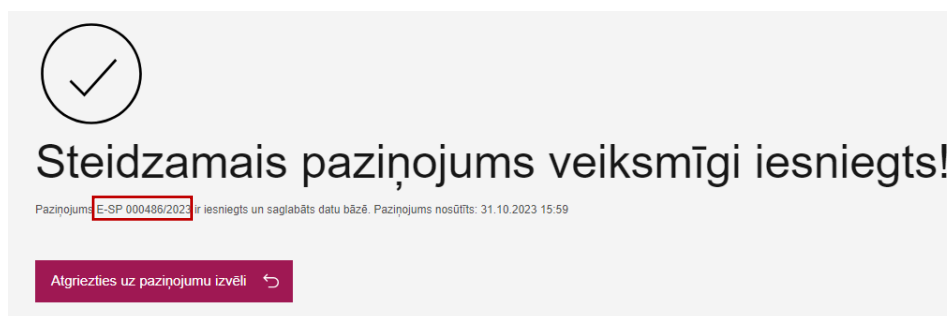 Steidzamais paziņojums veiksmīgi iesniegts!
Paziņojums E-SP 000486/2023 ir iesniegts un saglabāts datu bāzē. Paziņojums nosūtīts: 31.10.2023 15:59
Atgriezties uz paziņojumu izvēli